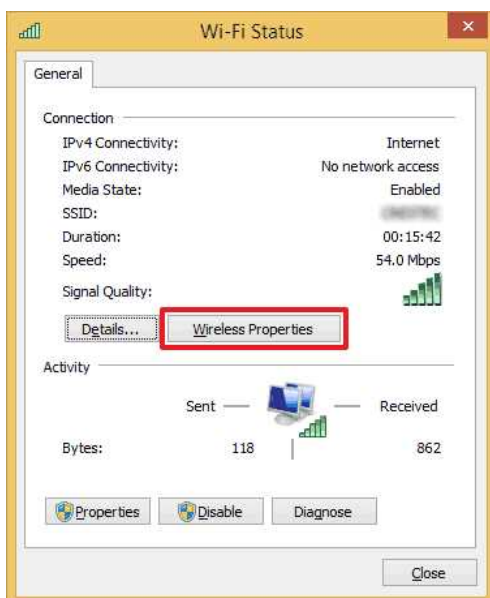 Wi-Fi Status
General
Connection
IPv4 Connectivity: Internet
IPv6 Connectivity: No network access
Media State: Enabled
SSID:
Duration: 00:15:42
Speed: 54.0 Mbps
Signal Quality:
Details... Wireless Properties
Activity
Sent Received
Bytes: 118 862
Properties Disable Diagnose
Close